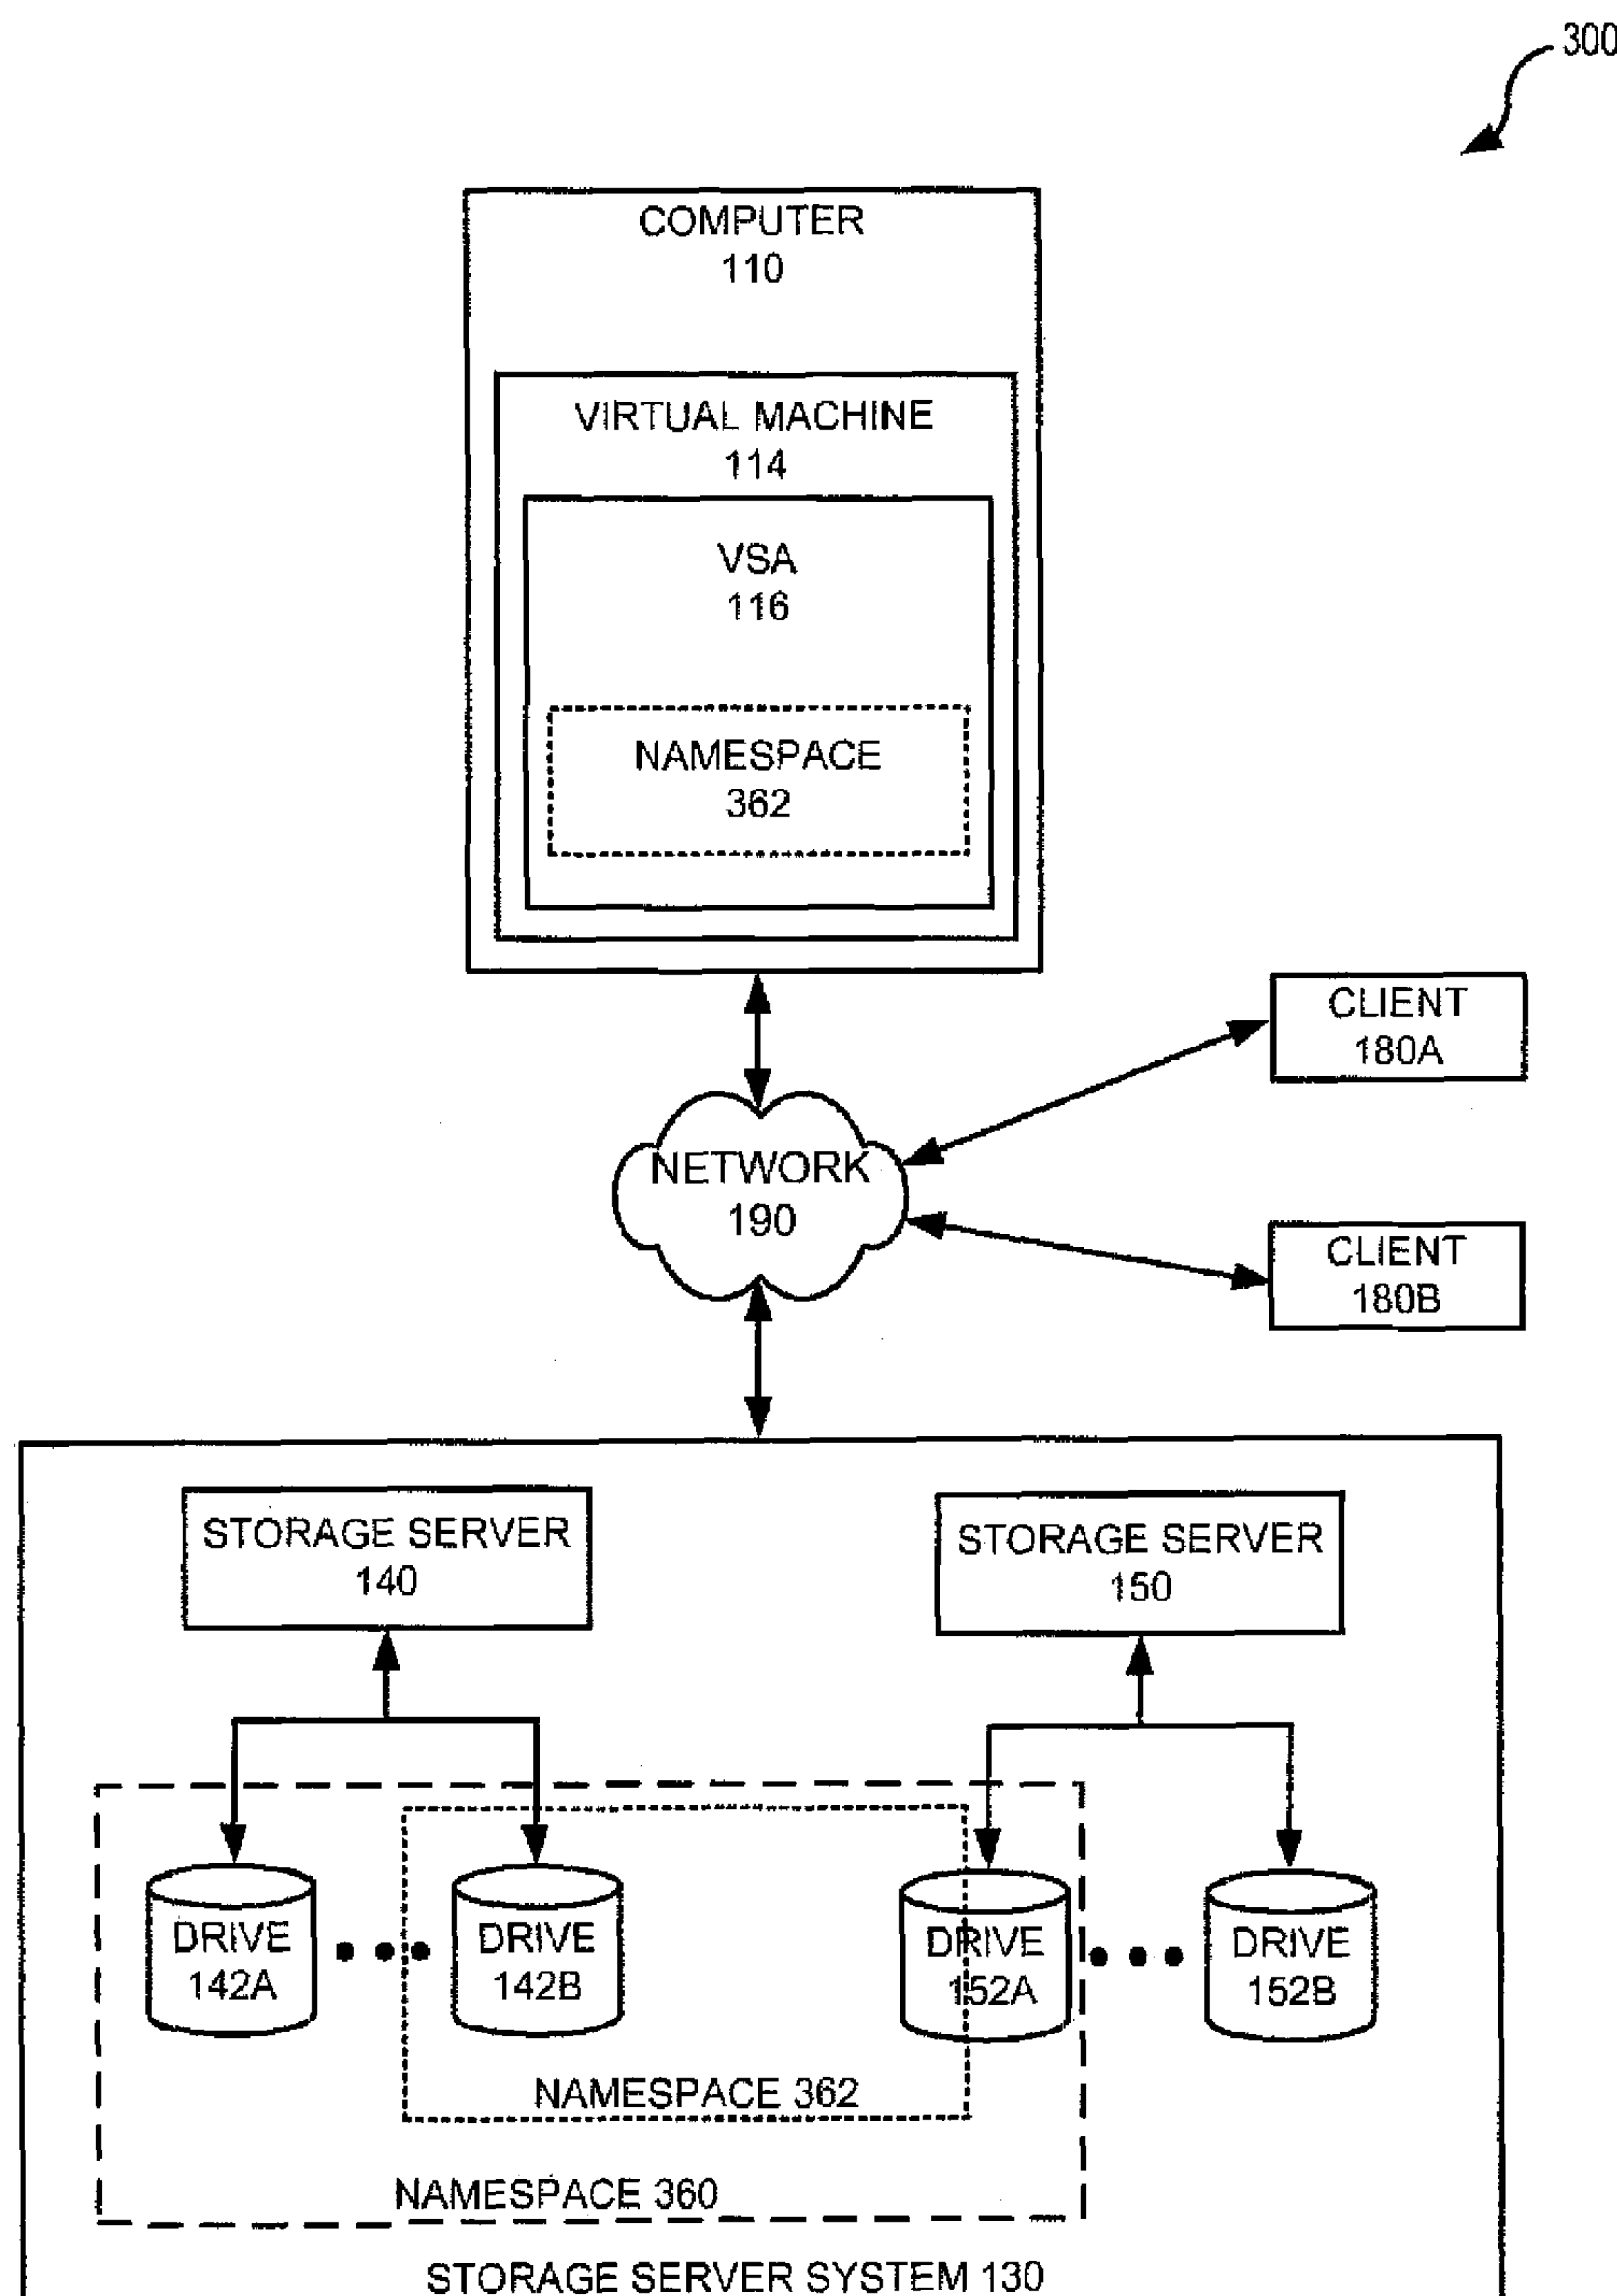 300
COMPUTER
110
VIRTUAL MACHINE
114
VSA
116
NAMESPACE
362
CLIENT
180A
NETWORK
190
CLIENT
180B
STORAGE SERVER
140
STORAGE SERVER
150
DRIVE
142A
DRIVE
142B
DRIVE
152A
DRIVE
152B
NAMESPACE 362
NAMESPACE 360
STORAGE SERVER SYSTEM 130